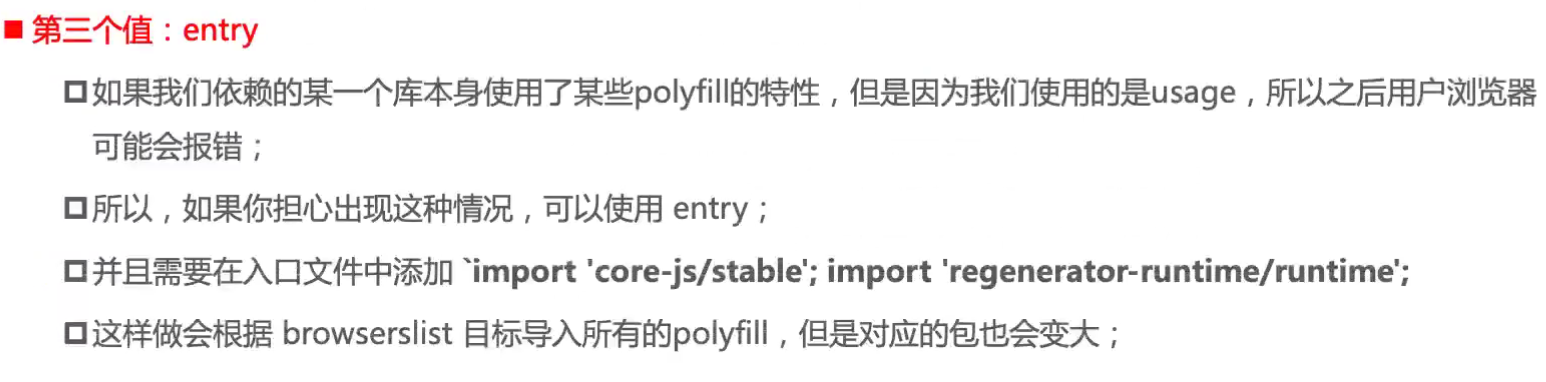 ■ 第三个值：entry
如果我们依赖的某一个库本身使用了某些polyfill的特性，但是因为我们使用的是usage，所以之后用户浏览器
可能会报错；
所以，如果你担心出现这种情况，可以使用 entry；
并且需要在入口文件中添加 `import 'core-js/stable'; import 'regenerator-runtime/runtime';
这样做会根据 browserslist 目标导入所有的polyfill，但是对应的包也会变大；